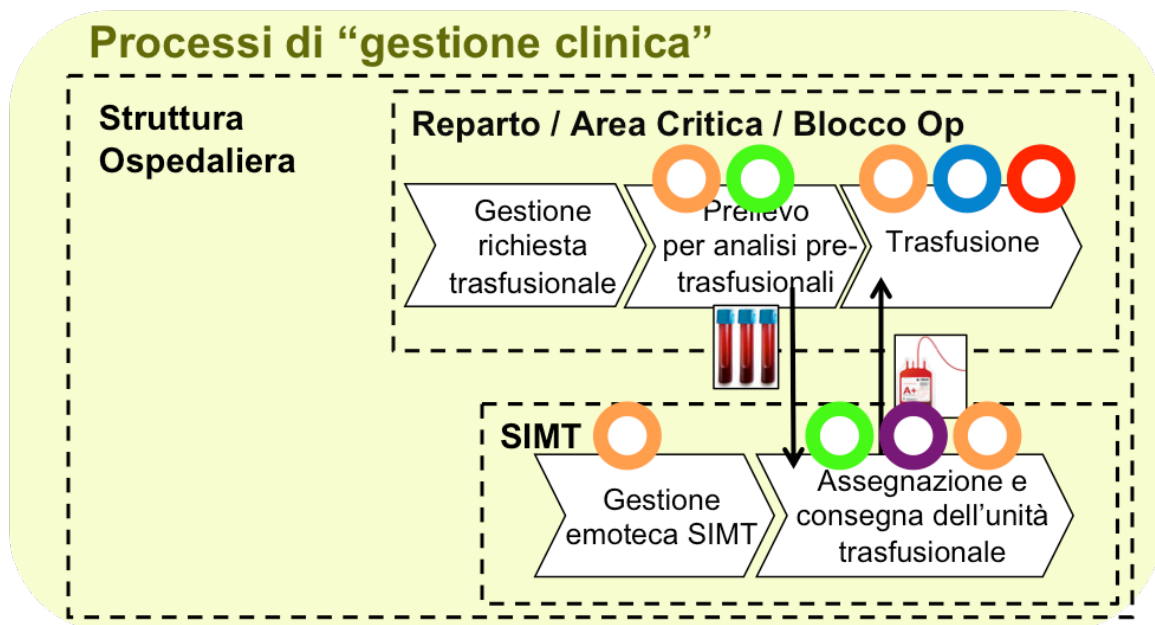 Processi di “gestione clinica”
Struttura
Ospedaliera
Reparto / Area Critica / Blocco Op
Gestione
richiesta
trasfusionale
Prelievo
per analisi pre-
trasfusionali
Trasfusione
A+
SIMT
Gestione
emoteca SIMT
Assegnazione e
consegna dell’unità
trasfusionale